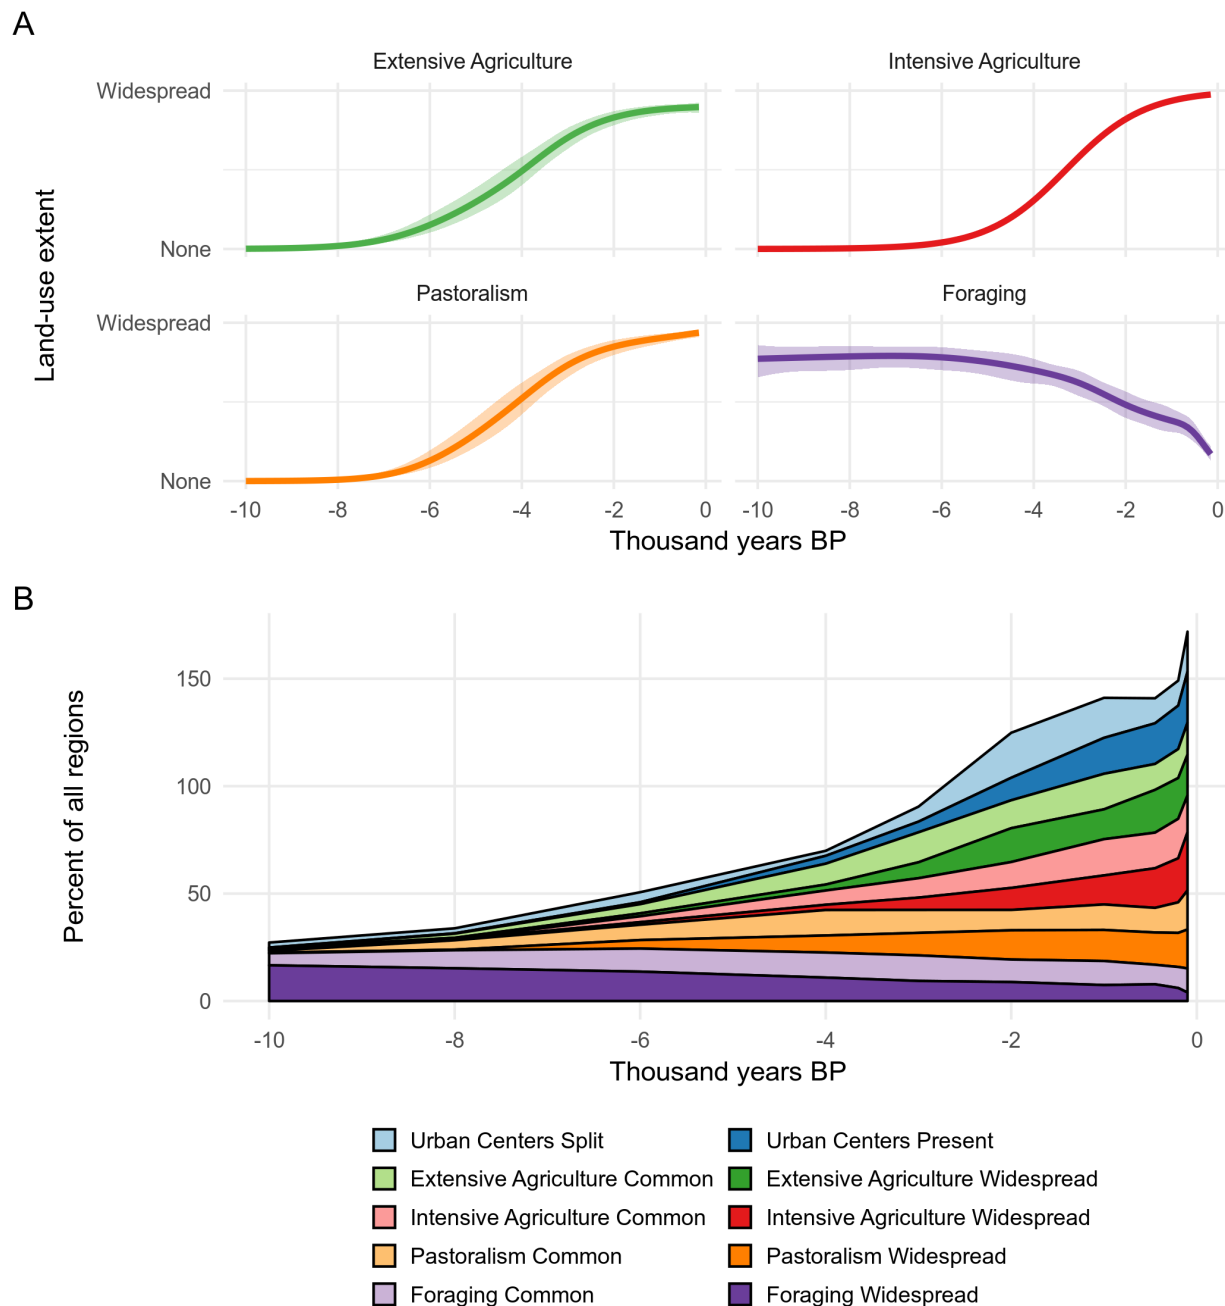 A
Extensive Agriculture
Intensive Agriculture
Widespread
None
Land-use extent
Pastoralism
Foraging
Widespread
None
-10 -8 -6 -4 -2 0
-10 -8 -6 -4 -2 0
Thousand years BP
B
150
100
50
0
Percent of all regions
-10 -8 -6 -4 -2 0
Thousand years BP
Urban Centers Split
Urban Centers Present
Extensive Agriculture Common
Extensive Agriculture Widespread
Intensive Agriculture Common
Intensive Agriculture Widespread
Pastoralism Common
Pastoralism Widespread
Foraging Common
Foraging Widespread